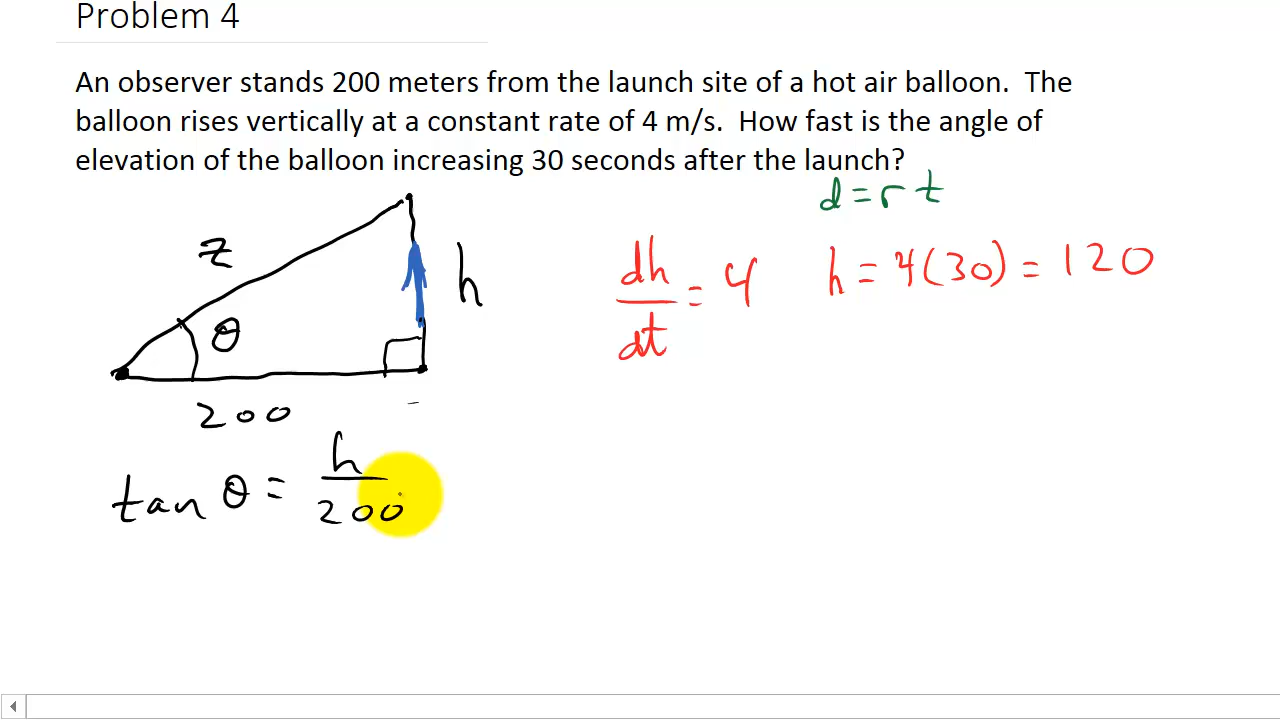 Problem 4
An observer stands 200 meters from the launch site of a hot air balloon. The
balloon rises vertically at a constant rate of 4 m/s. How fast is the angle of
elevation of the balloon increasing 30 seconds after the launch?
d = r t
z
h
θ
200
dh/dt = 4
h = 4(30) = 120
tan θ = h/200